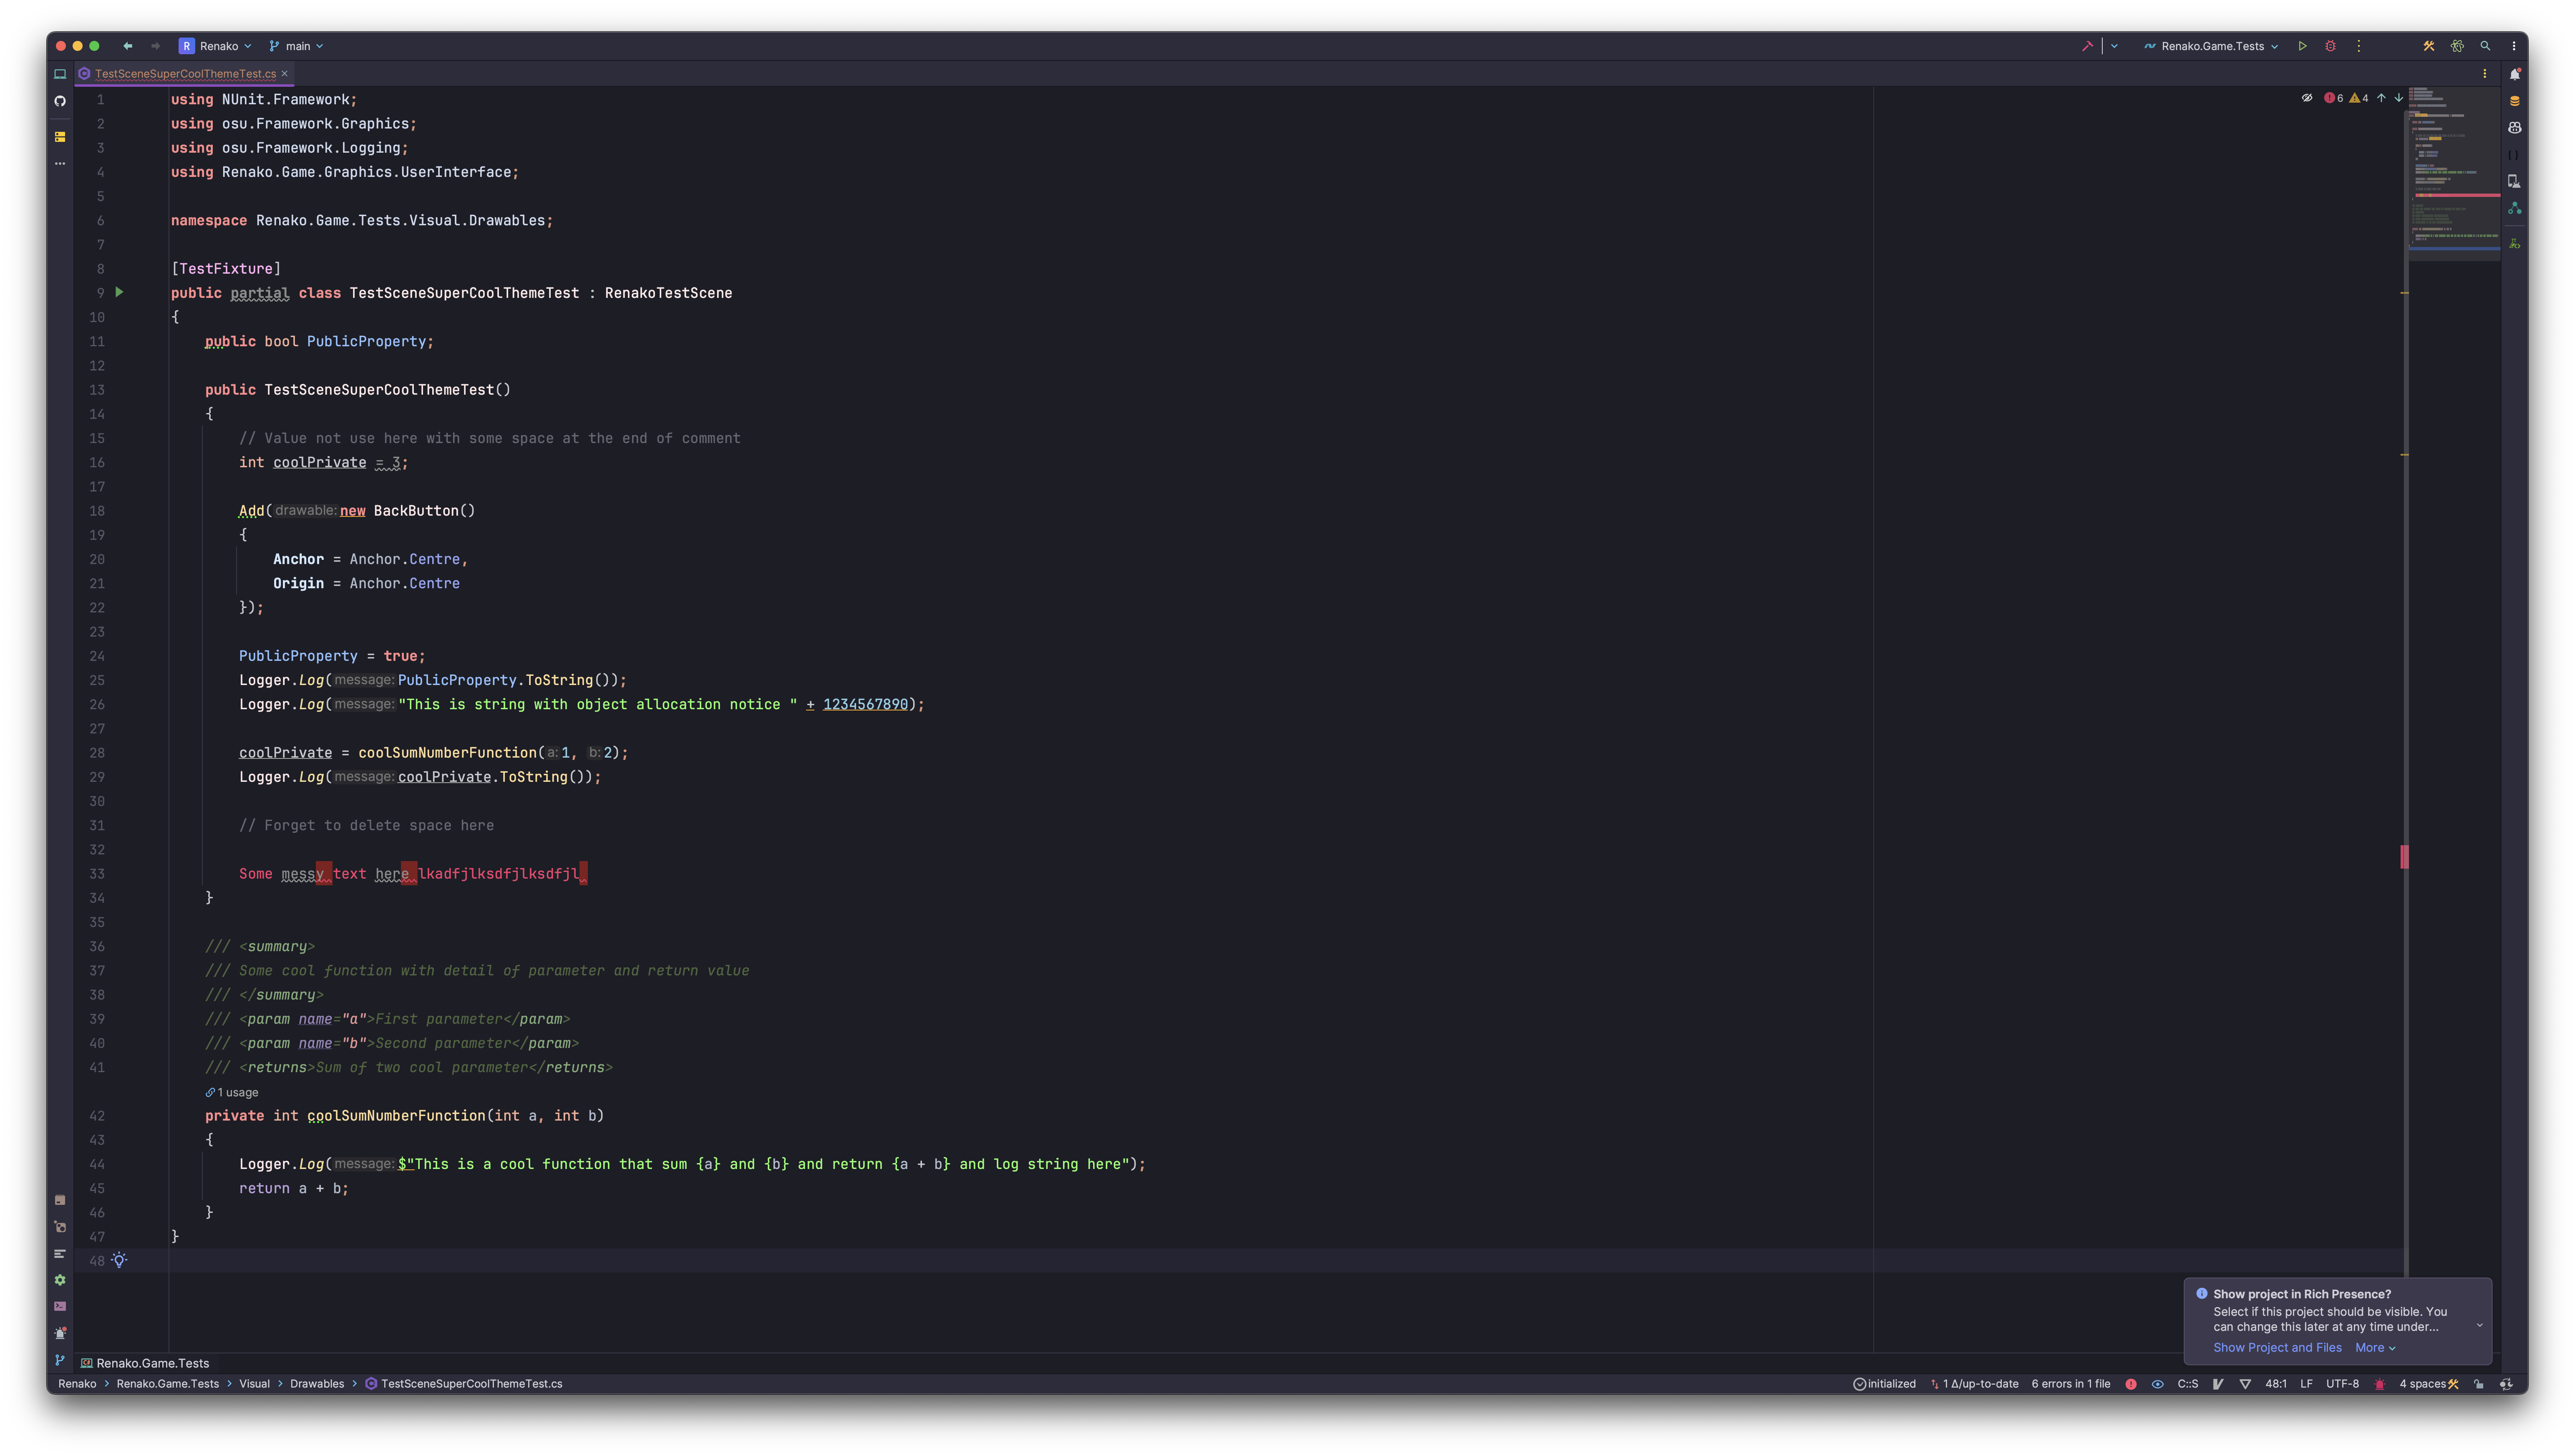 R Renako main Renako.Game.Tests
TestSceneSuperCoolThemeTest.cs
6 4
1 using NUnit.Framework;
2 using osu.Framework.Graphics;
3 using osu.Framework.Logging;
4 using Renako.Game.Graphics.UserInterface;
5
6 namespace Renako.Game.Tests.Visual.Drawables;
7
8 [TestFixture]
9 public partial class TestSceneSuperCoolThemeTest : RenakoTestScene
10 {
11     public bool PublicProperty;
12
13     public TestSceneSuperCoolThemeTest()
14     {
15         // Value not use here with some space at the end of comment
16         int coolPrivate = 3;
17
18         Add( drawable: new BackButton()
19         {
20             Anchor = Anchor.Centre,
21             Origin = Anchor.Centre
22         });
23
24         PublicProperty = true;
25         Logger.Log( message: PublicProperty.ToString());
26         Logger.Log( message: "This is string with object allocation notice " + 1234567890);
27
28         coolPrivate = coolSumNumberFunction( a: 1, b: 2);
29         Logger.Log( message: coolPrivate.ToString());
30
31         // Forget to delete space here
32
33         Some messy text here lkadfjlksdfjlksdfjl
34     }
35
36     /// <summary>
37     /// Some cool function with detail of parameter and return value
38     /// </summary>
39     /// <param name="a">First parameter</param>
40     /// <param name="b">Second parameter</param>
41     /// <returns>Sum of two cool parameter</returns>
1 usage
42     private int coolSumNumberFunction(int a, int b)
43     {
44         Logger.Log( message: $"This is a cool function that sum {a} and {b} and return {a + b} and log string here");
45         return a + b;
46     }
47 }
48
Show project in Rich Presence?
Select if this project should be visible. You
can change this later at any time under...
Show Project and Files More
Renako.Game.Tests
Renako > Renako.Game.Tests > Visual > Drawables > TestSceneSuperCoolThemeTest.cs initialized 1 Δ/up-to-date 6 errors in 1 file C::S 48:1 LF UTF-8 4 spaces